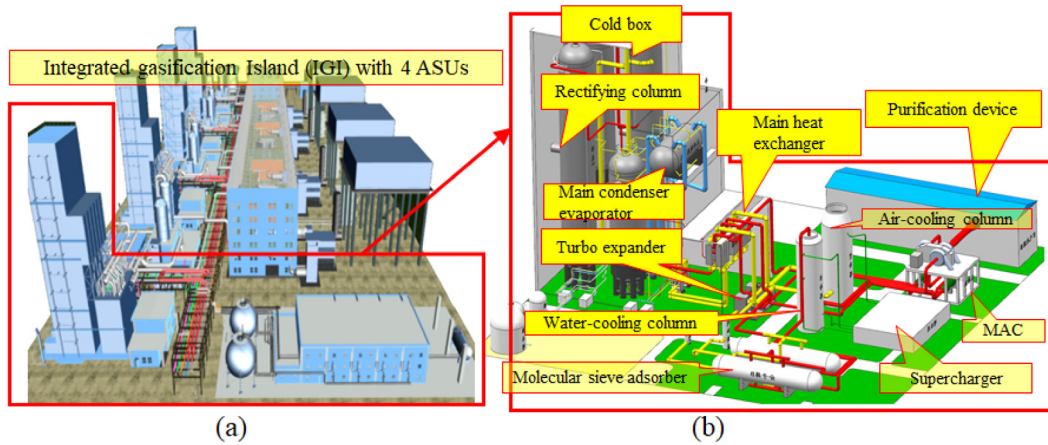 Integrated gasification Island (IGI) with 4 ASUs
Cold box
Rectifying column
Main heat
exchanger
Purification device
Main condenser
evaporator
Air-cooling column
Turbo expander
Water-cooling column
MAC
Molecular sieve adsorber
Supercharger
(a)
(b)